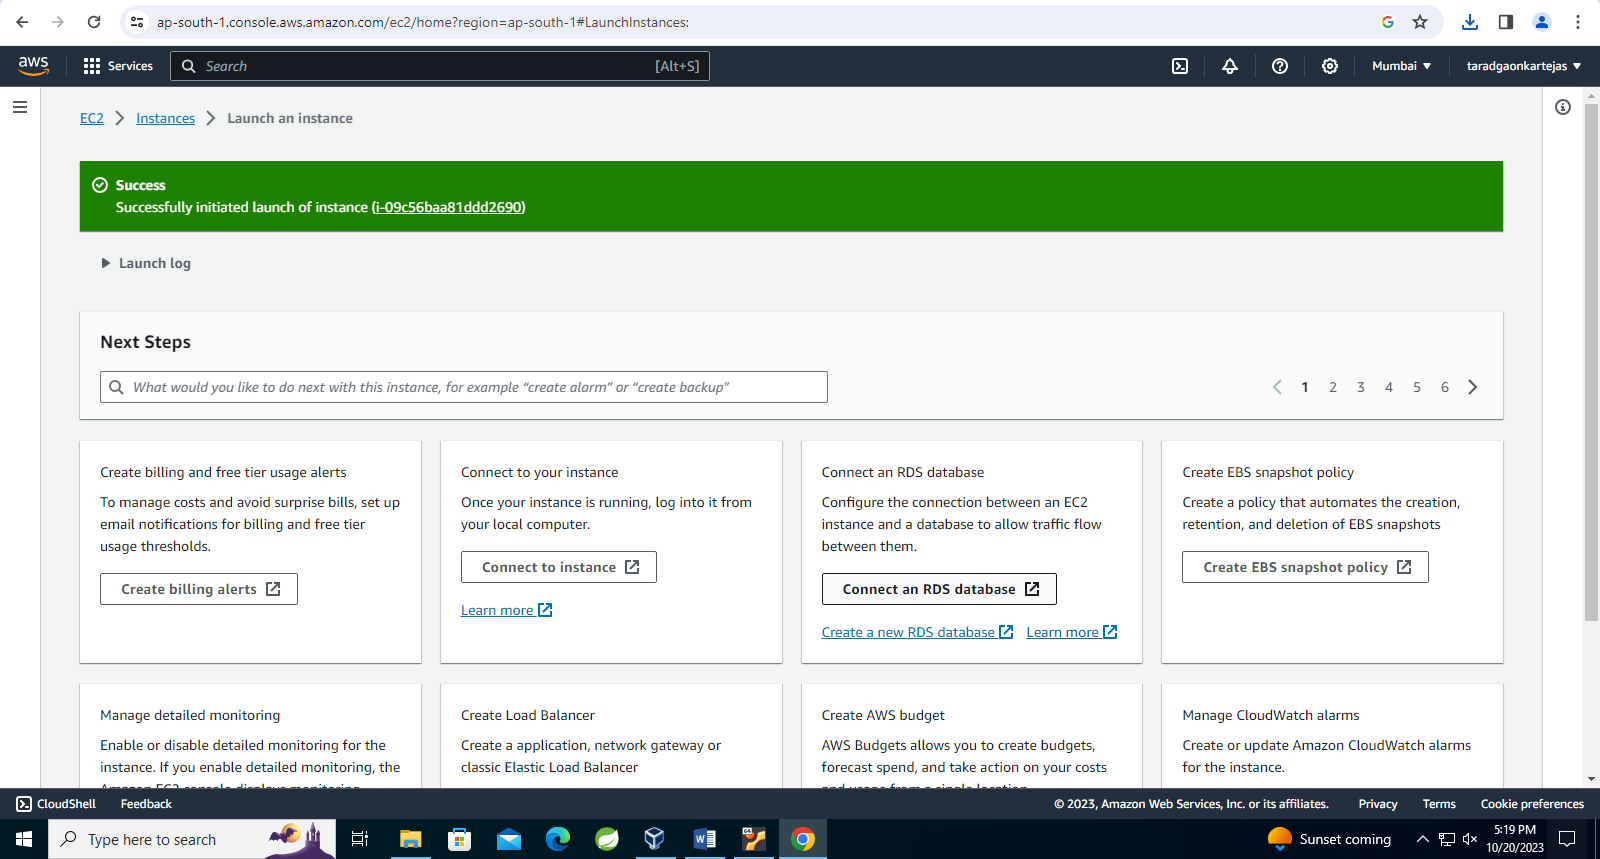 ap-south-1.console.aws.amazon.com/ec2/home?region=ap-south-1#LaunchInstances:
aws
Services
Search
[Alt+S]
Mumbai
taradgaonkartejas
EC2
Instances
Launch an instance
Success
Successfully initiated launch of instance (i-09c56baa81ddd2690)
Launch log
Next Steps
What would you like to do next with this instance, for example “create alarm” or “create backup”
1 2 3 4 5 6
Create billing and free tier usage alerts
To manage costs and avoid surprise bills, set up
email notifications for billing and free tier
usage thresholds.
Create billing alerts
Connect to your instance
Once your instance is running, log into it from
your local computer.
Connect to instance
Learn more
Connect an RDS database
Configure the connection between an EC2
instance and a database to allow traffic flow
between them.
Connect an RDS database
Create a new RDS database
Learn more
Create EBS snapshot policy
Create a policy that automates the creation,
retention, and deletion of EBS snapshots
Create EBS snapshot policy
Manage detailed monitoring
Enable or disable detailed monitoring for the
instance. If you enable detailed monitoring, the
Amazon EC2 console displays monitoring
Create Load Balancer
Create a application, network gateway or
classic Elastic Load Balancer
Create AWS budget
AWS Budgets allows you to create budgets,
forecast spend, and take action on your costs
and usage from a single location.
Manage CloudWatch alarms
Create or update Amazon CloudWatch alarms
for the instance.
CloudShell
Feedback
© 2023, Amazon Web Services, Inc. or its affiliates.
Privacy
Terms
Cookie preferences
Type here to search
Sunset coming
5:19 PM
10/20/2023